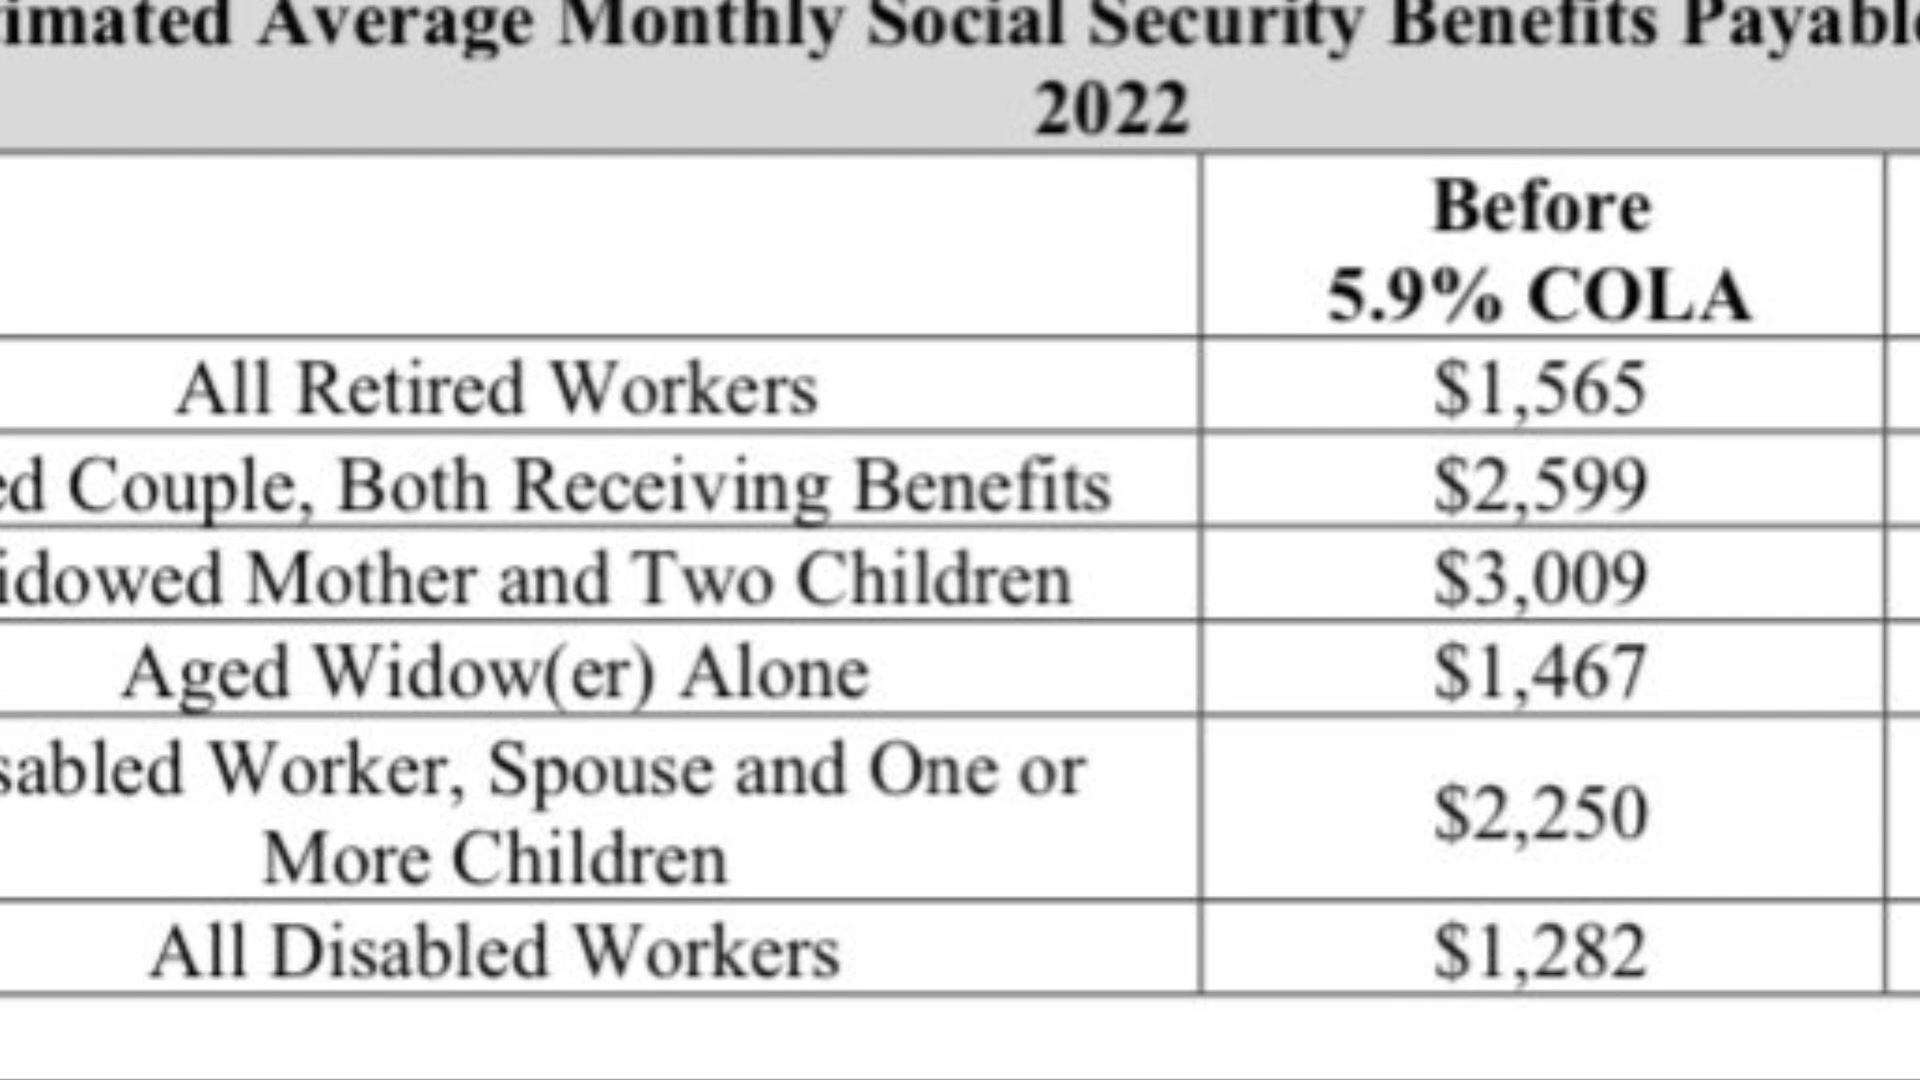 imated Average Monthly Social Security Benefits Payable
2022
Before
5.9% COLA
All Retired Workers
$1,565
ed Couple, Both Receiving Benefits
$2,599
idowed Mother and Two Children
$3,009
Aged Widow(er) Alone
$1,467
sabled Worker, Spouse and One or
More Children
$2,250
All Disabled Workers
$1,282